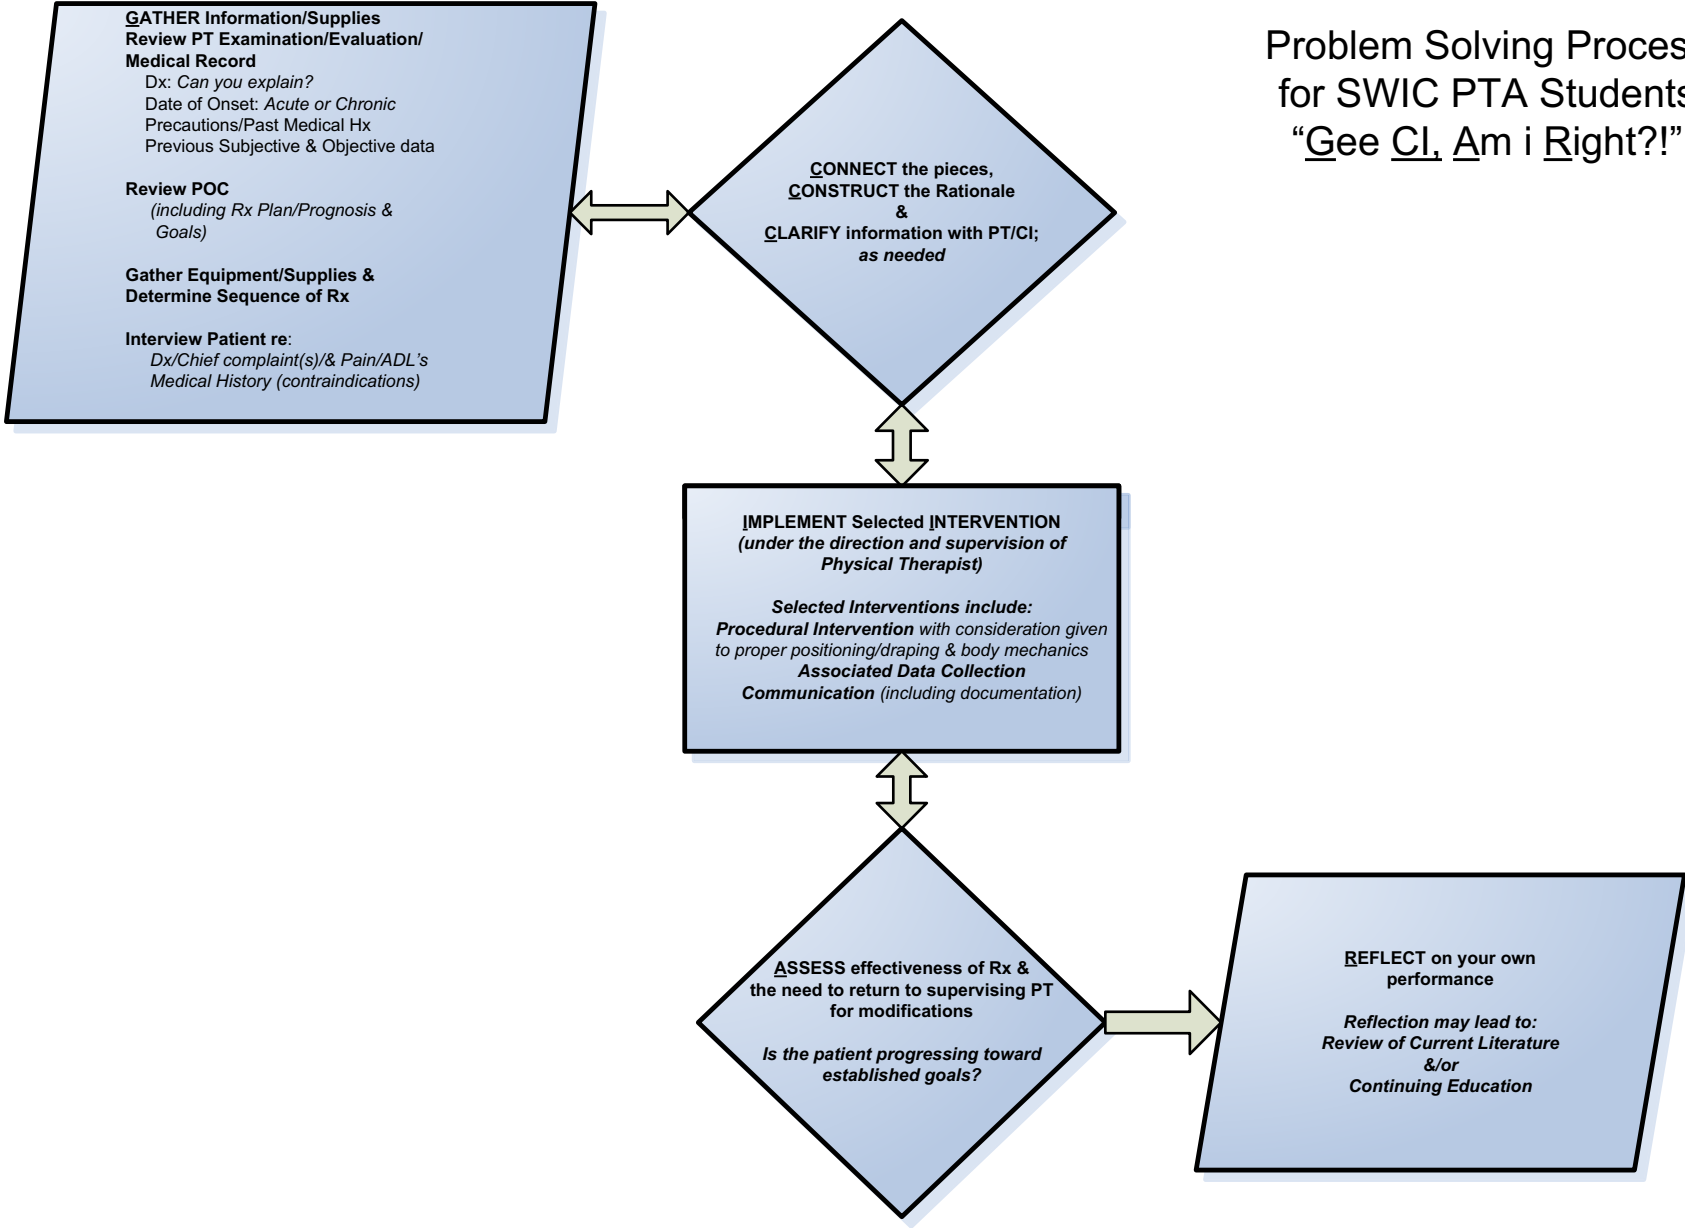 GATHER Information/Supplies
Review PT Examination/Evaluation/
Medical Record
Dx: Can you explain?
Date of Onset: Acute or Chronic
Precautions/Past Medical Hx
Previous Subjective & Objective data
Review POC
(including Rx Plan/Prognosis &
Goals)
Gather Equipment/Supplies &
Determine Sequence of Rx
Interview Patient re:
Dx/Chief complaint(s)/& Pain/ADL's
Medical History (contraindications)
CONNECT the pieces,
CONSTRUCT the Rationale
&
CLARIFY information with PT/CI;
as needed
Problem Solving Process
for SWIC PTA Students
“Gee CI, Am i Right?!”
IMPLEMENT Selected INTERVENTION
(under the direction and supervision of
Physical Therapist)
Selected Interventions include:
Procedural Intervention with consideration given
to proper positioning/draping & body mechanics
Associated Data Collection
Communication (including documentation)
ASSESS effectiveness of Rx &
the need to return to supervising PT
for modifications
Is the patient progressing toward
established goals?
REFLECT on your own
performance
Reflection may lead to:
Review of Current Literature
&/or
Continuing Education